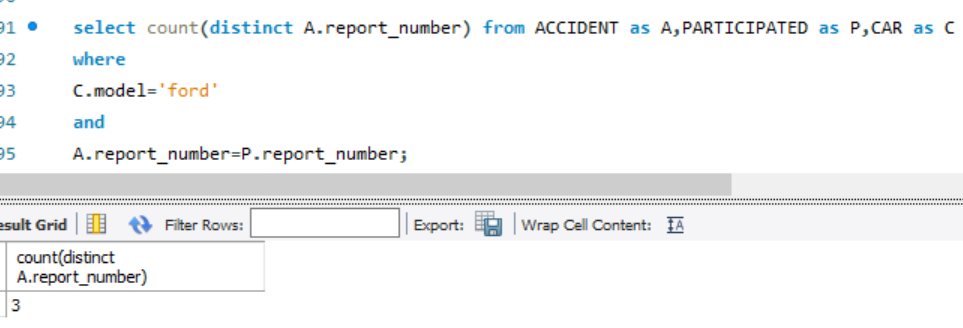 91 select count(distinct A.report_number) from ACCIDENT as A,PARTICIPATED as P,CAR as C
92 where
93 C.model='ford'
94 and
95 A.report_number=P.report_number;
esult Grid Filter Rows: Export: Wrap Cell Content:
count(distinct
A.report_number)
3